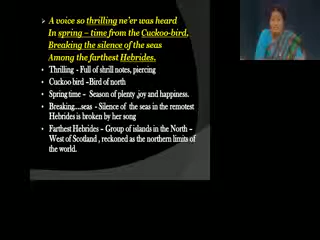 A voice so thrilling ne'er was heard
In spring – time from the Cuckoo-bird,
Breaking the silence of the seas
Among the farthest Hebrides.
Thrilling - Full of shrill notes, piercing
Cuckoo bird –Bird of north
Spring time – Season of plenty ,joy and happiness.
Breaking....seas - Silence of the seas in the remotest
Hebrides is broken by her song
Farthest Hebrides – Group of islands in the North –
West of Scotland , reckoned as the northern limits of
the world.